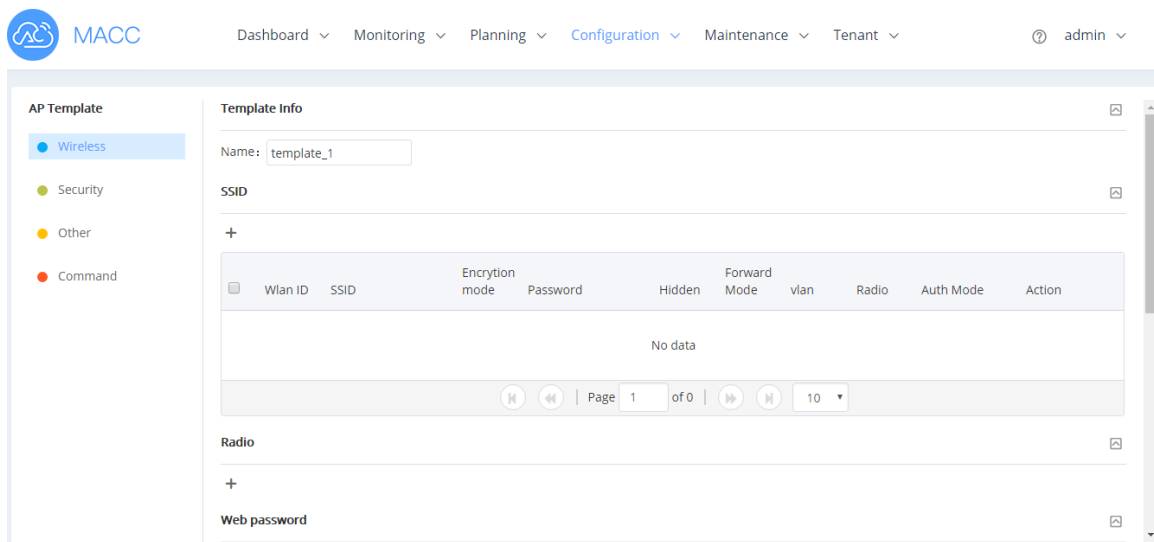 AC MACC Dashboard Monitoring Planning Configuration Maintenance Tenant ? admin
AP Template
Wireless
Security
Other
Command
Template Info
Name: template_1
SSID
+
Wlan ID SSID Encrytion mode Password Hidden Forward Mode vlan Radio Auth Mode Action
No data
Page 1 of 0 10
Radio
+
Web password